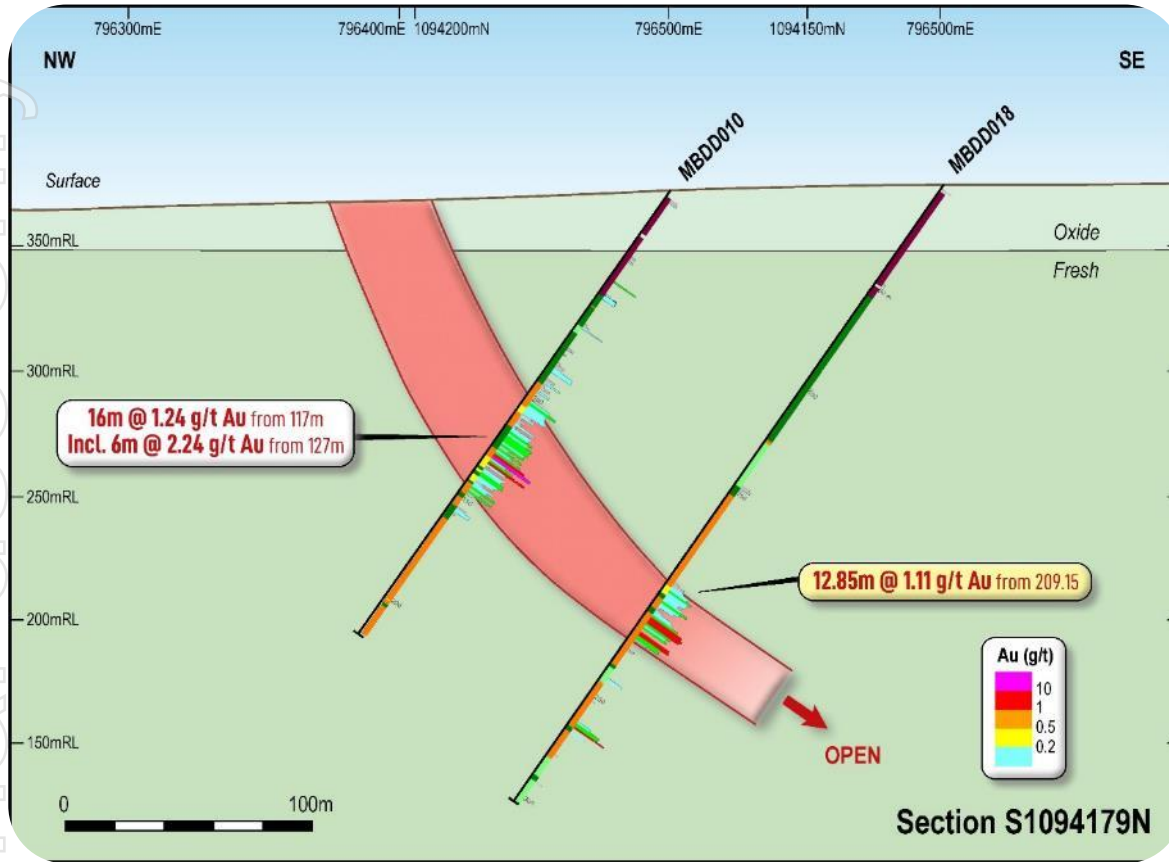 796300mE
796400mE
1094200mN
796500mE
1094150mN
796500mE
NW
SE
MBDD010
MBDD018
Surface
350mRL
Oxide
Fresh
300mRL
16m @ 1.24 g/t Au from 117m
Incl. 6m @ 2.24 g/t Au from 127m
250mRL
12.85m @ 1.11 g/t Au from 209.15
200mRL
Au (g/t)
10
1
0.5
0.2
150mRL
OPEN
0
100m
Section S1094179N